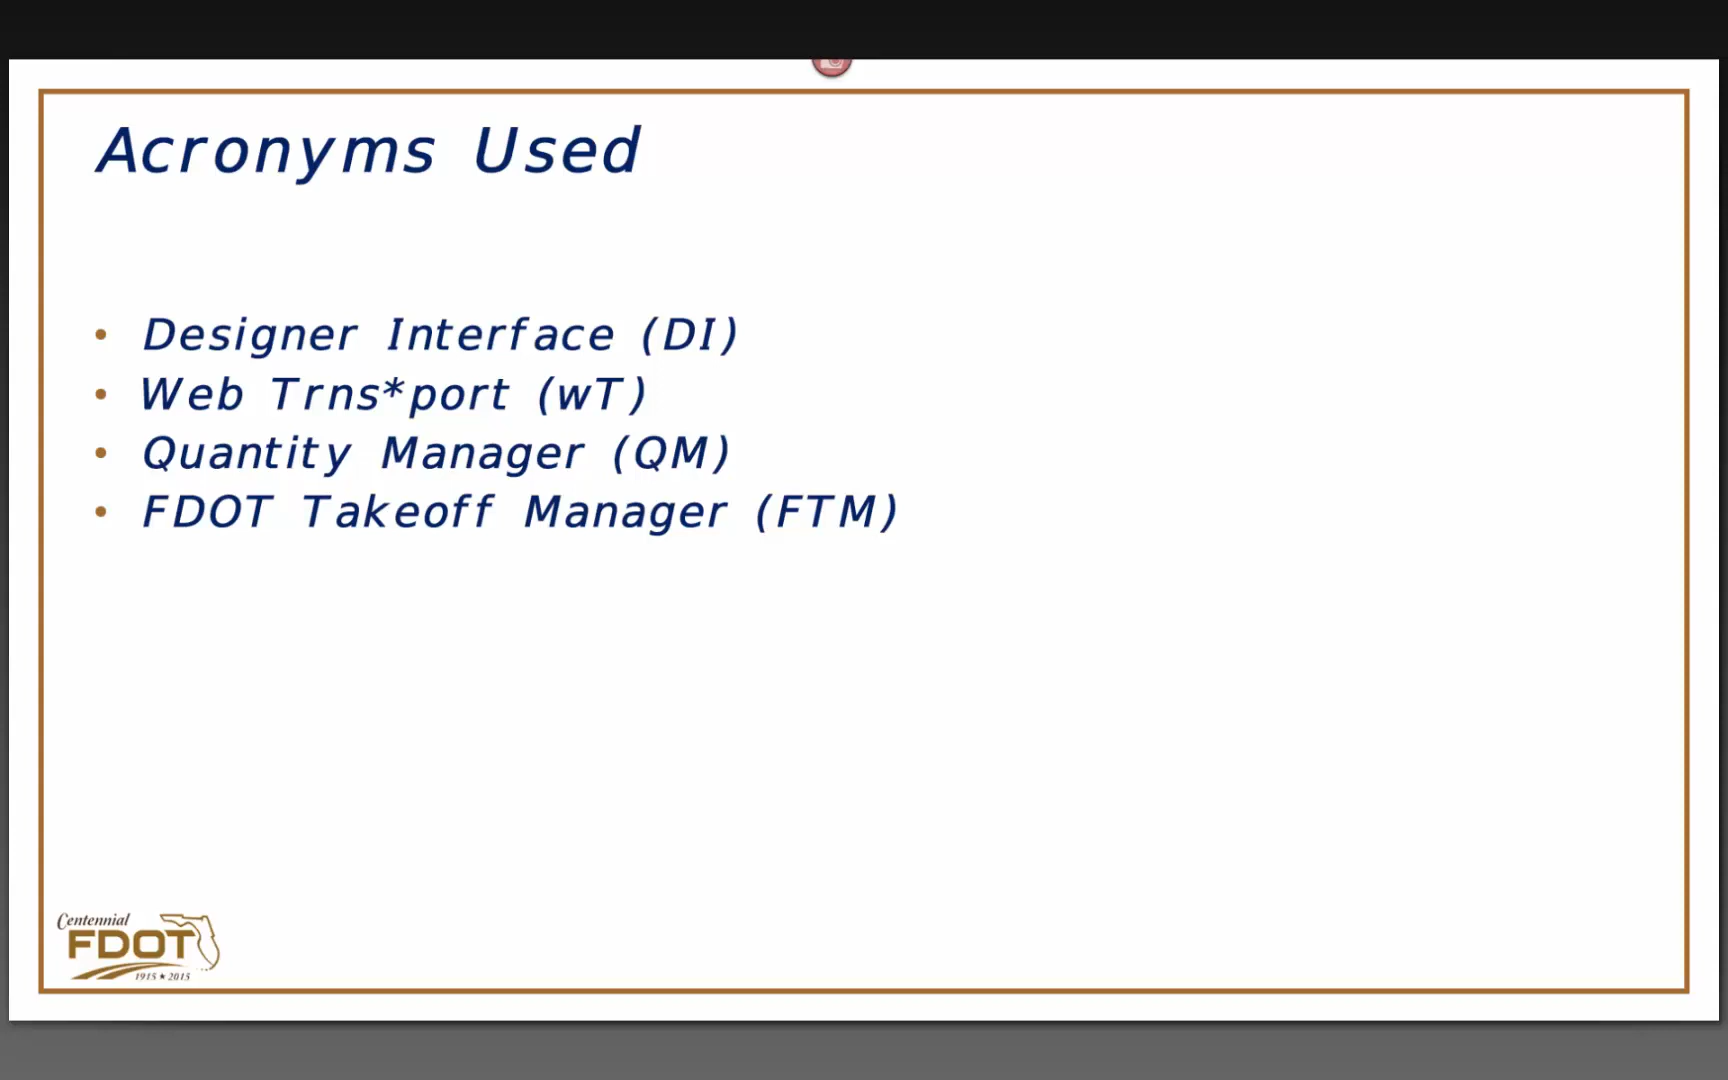 Acronyms Used
• Designer Interface (DI)
• Web Trns*port (wT)
• Quantity Manager (QM)
• FDOT Takeoff Manager (FTM)
Centennial
FDOT
1915★2015